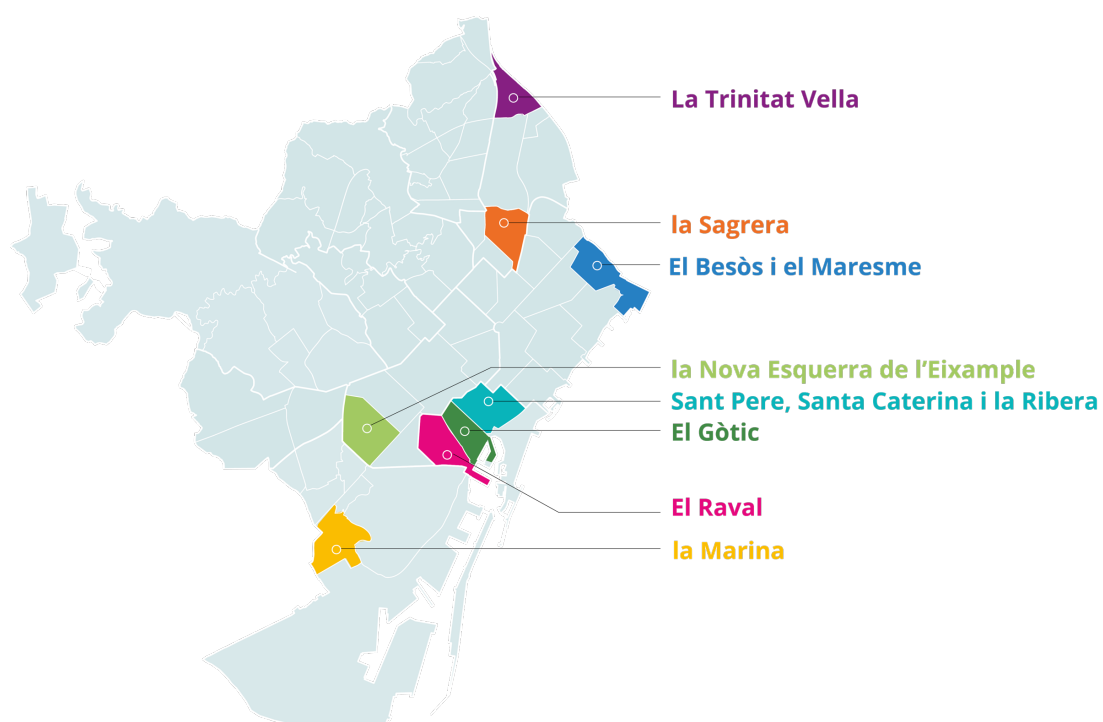 La Trinitat Vella
la Sagrera
El Besòs i el Maresme
la Nova Esquerra de l’Eixample
Sant Pere, Santa Caterina i la Ribera
El Gòtic
El Raval
la Marina